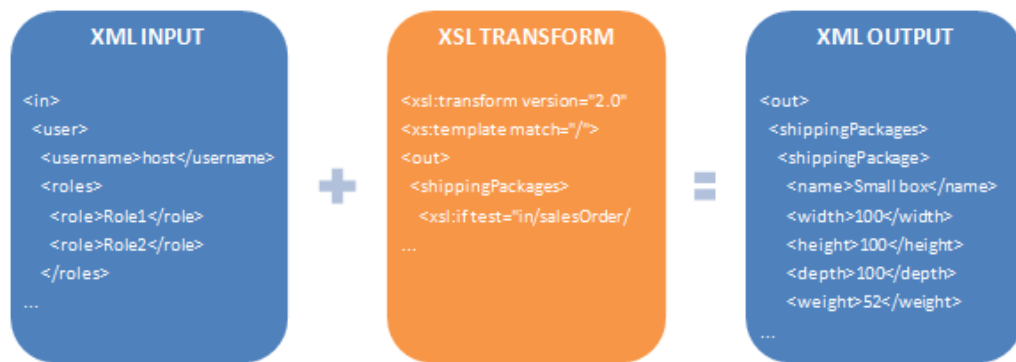 XML INPUT
<in>
<user>
<username>host</username>
<roles>
<role>Role1</role>
<role>Role2</role>
</roles>
...
+
XSL TRANSFORM
<xsl:transform version="2.0"
<xs:template match="/">
<out>
<shippingPackages>
<xsl:if test="in/salesOrder/
...
=
XML OUTPUT
<out>
<shippingPackages>
<shippingPackage>
<name>Small box</name>
<width>100</width>
<height>100</height>
<depth>100</depth>
<weight>52</weight>
...